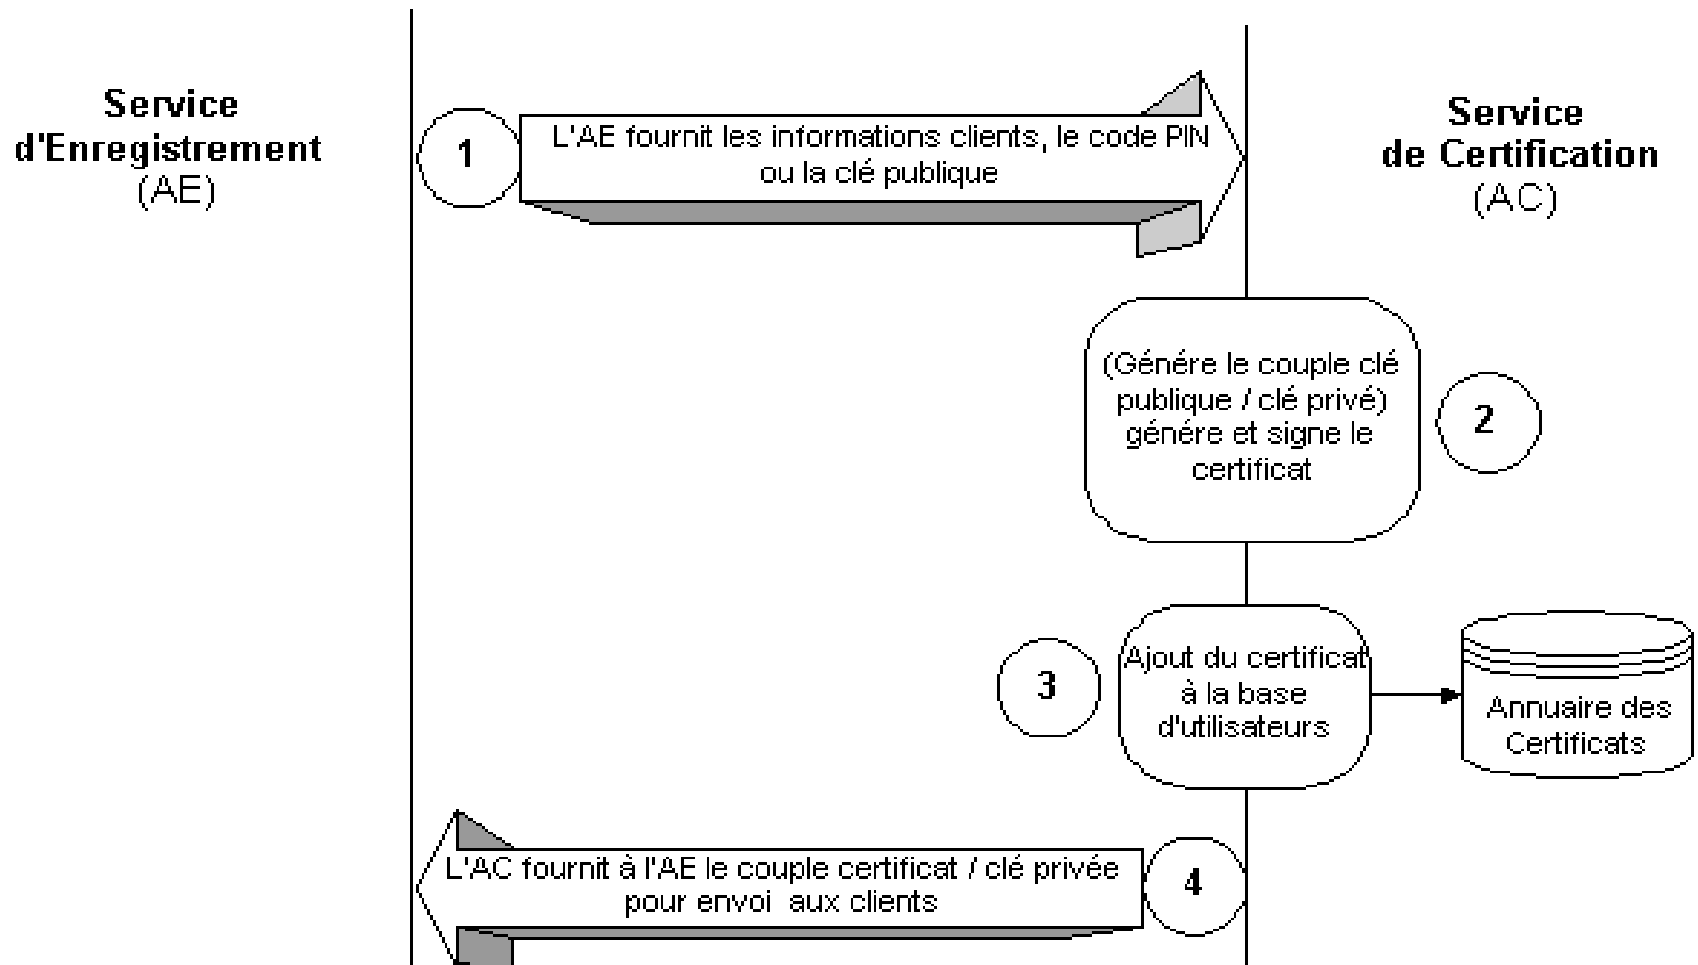 Service
d'Enregistrement
(AE)
1
L'AE fournit les informations clients, le code PIN
ou la clé publique
Service
de Certification
(AC)
(Génére le couple clé
publique / clé privé)
génére et signe le
certificat
2
3
Ajout du certificat
à la base
d'utilisateurs
Annuaire des
Certificats
L'AC fournit à l'AE le couple certificat / clé privée
pour envoi aux clients
4